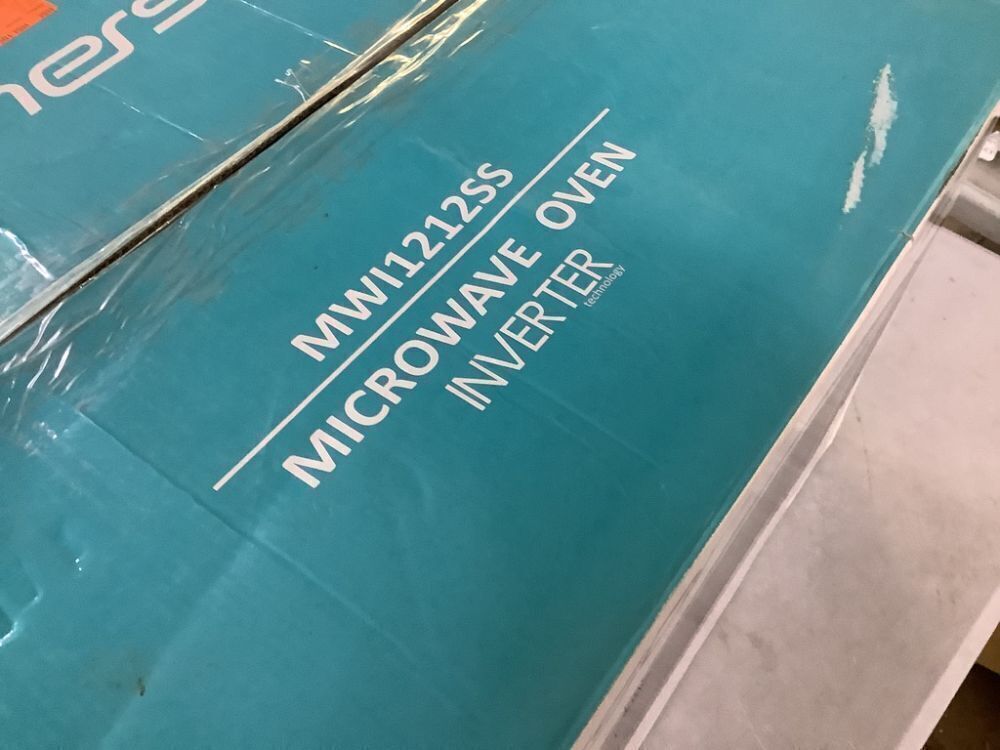 MWI1212SS
MICROWAVE OVEN
INVERTER
technology